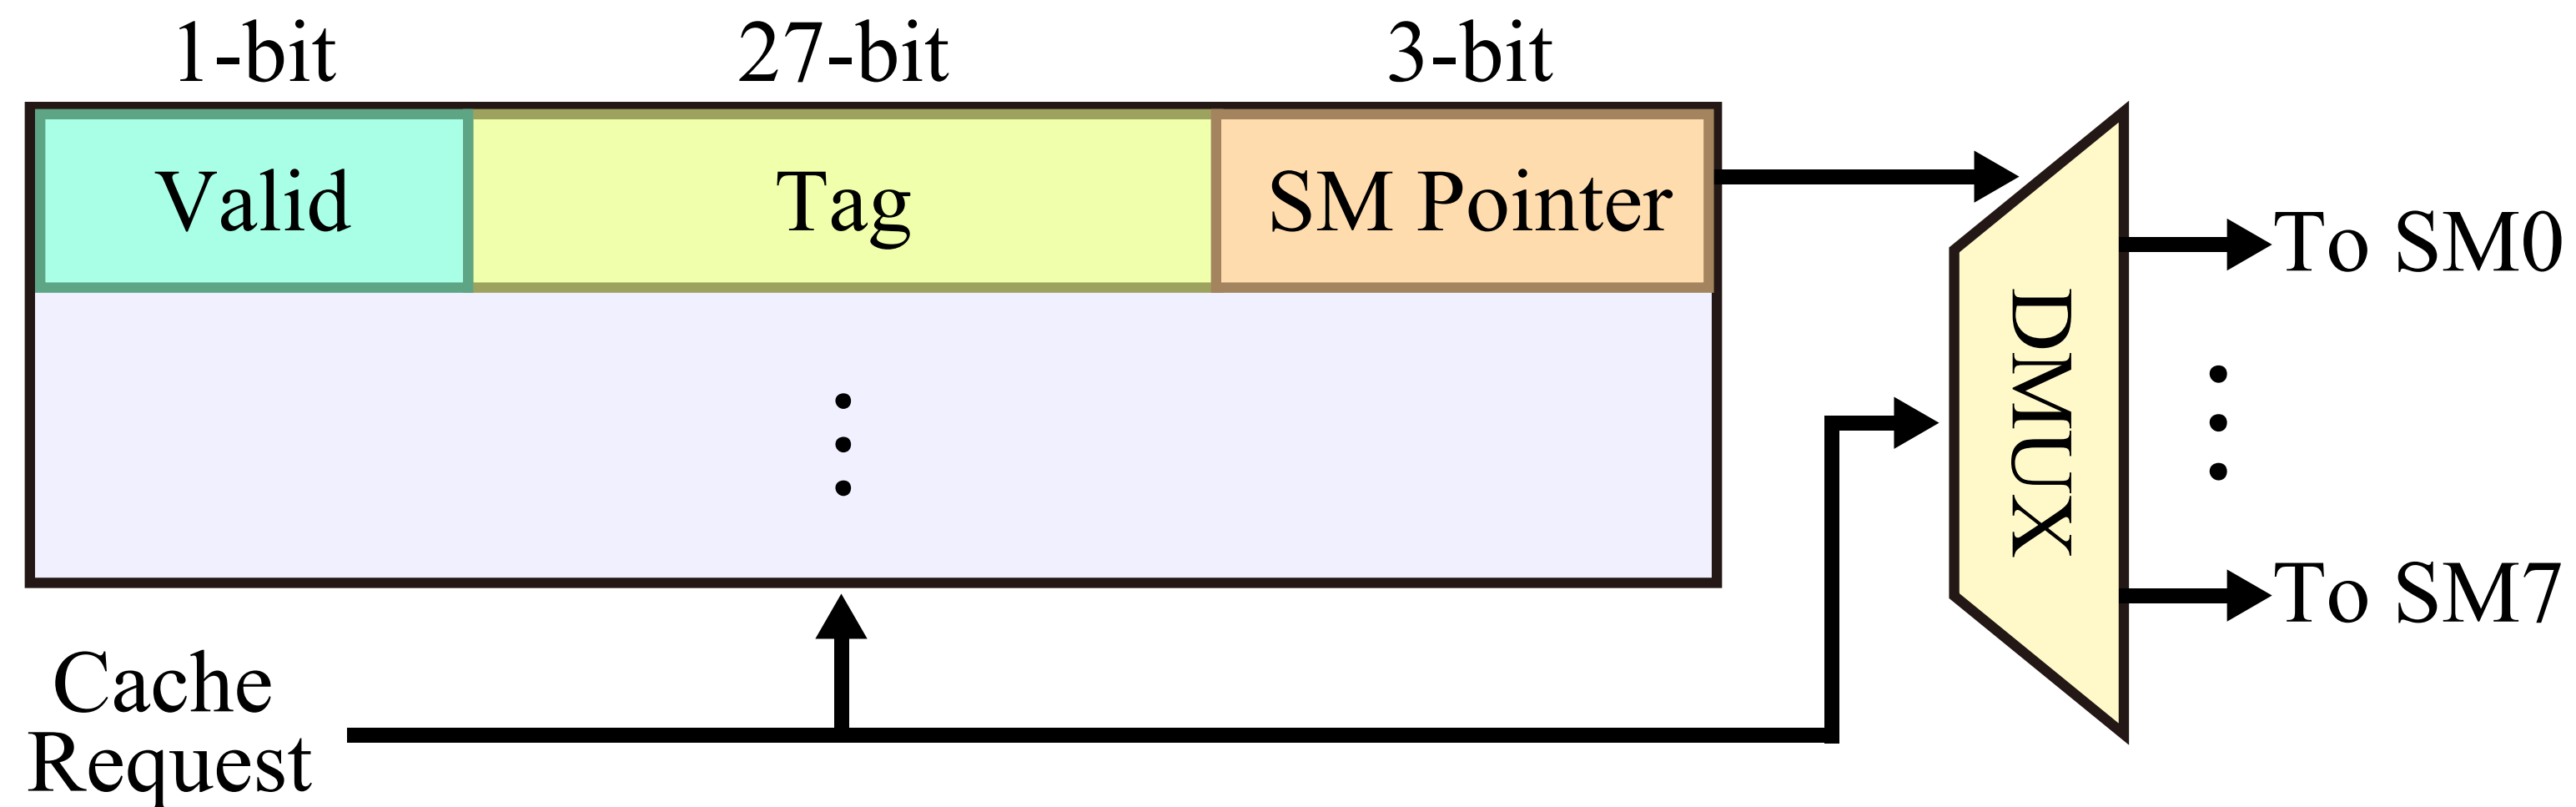 1-bit 27-bit 3-bit
Valid Tag SM Pointer
To SM0
DMUX
To SM7
Cache
Request